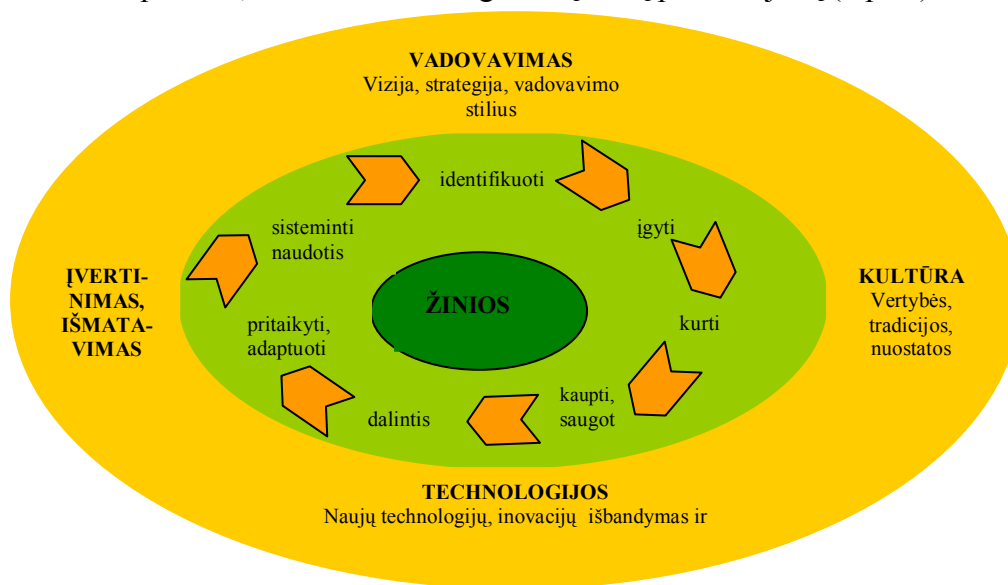 VADOVAVIMAS
Vizija, strategija, vadovavimo
stilius
identifikuoti
įgyti
kurti
kaupti,
saugot
dalintis
pritaikyti,
adaptuoti
sisteminti
naudotis
ŽINIOS
ĮVERTI-
NIMAS,
IŠMATA-
VIMAS
KULTŪRA
Vertybės,
tradicijos,
nuostatos
TECHNOLOGIJOS
Naujų technologijų, inovacijų išbandymas ir